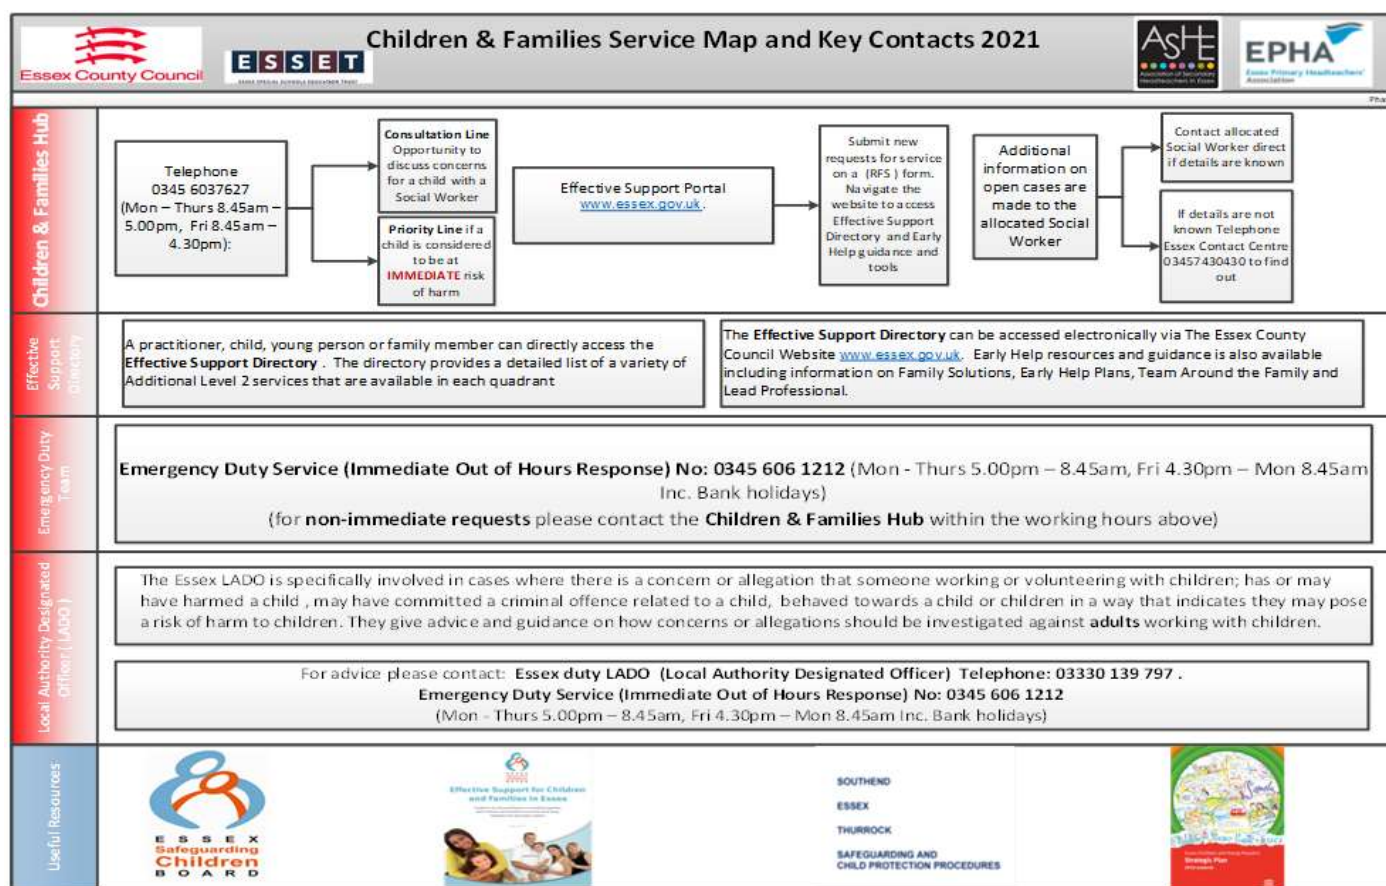 Children & Families Service Map and Key Contacts 2021
Essex County Council
ESSET
ESSEX SPECIAL SCHOOLS EDUCATION TRUST
ASHE
Association of Secondary
Headteachers in Essex
EPHA
Essex Primary Headteachers'
Association
Pha
Children & Families Hub
Telephone
0345 6037627
(Mon – Thurs 8.45am –
5.00pm, Fri 8.45am –
4.30pm):
Consultation Line
Opportunity to
discuss concerns
for a child with a
Social Worker
Priority Line if a
child is considered
to be at
IMMEDIATE risk
of harm
Effective Support Portal
www.essex.gov.uk .
Submit new
requests for service
on a (RFS ) form.
Navigate the
website to access
Effective Support
Directory and Early
Help guidance and
tools
Additional
information on
open cases are
made to the
allocated Social
Worker
Contact allocated
Social Worker direct
if details are known
If details are not
known Telephone
Essex Contact Centre
03457430430 to find
out
Effective
Support
Directory
A practitioner, child, young person or family member can directly access the
Effective Support Directory . The directory provides a detailed list of a variety of
Additional Level 2 services that are available in each quadrant
The Effective Support Directory can be accessed electronically via The Essex County
Council Website www.essex.gov.uk. Early Help resources and guidance is also available
including information on Family Solutions, Early Help Plans, Team Around the Family and
Lead Professional.
Emergency Duty
Team
Emergency Duty Service (Immediate Out of Hours Response) No: 0345 606 1212 (Mon - Thurs 5.00pm – 8.45am, Fri 4.30pm – Mon 8.45am
Inc. Bank holidays)
(for non-immediate requests please contact the Children & Families Hub within the working hours above)
Local Authority Designated
Officer ( LADO )
The Essex LADO is specifically involved in cases where there is a concern or allegation that someone working or volunteering with children; has or may
have harmed a child , may have committed a criminal offence related to a child, behaved towards a child or children in a way that indicates they may pose
a risk of harm to children. They give advice and guidance on how concerns or allegations should be investigated against adults working with children.
For advice please contact: Essex duty LADO (Local Authority Designated Officer) Telephone: 03330 139 797 .
Emergency Duty Service (Immediate Out of Hours Response) No: 0345 606 1212
(Mon - Thurs 5.00pm – 8.45am, Fri 4.30pm – Mon 8.45am Inc. Bank holidays)
Useful Resources
ESSEX
Safeguarding
Children
BOARD
Effective Support for Children
and Families in Essex
SOUTHEND
ESSEX
THURROCK
SAFEGUARDING AND
CHILD PROTECTION PROCEDURES
Strategic Plan